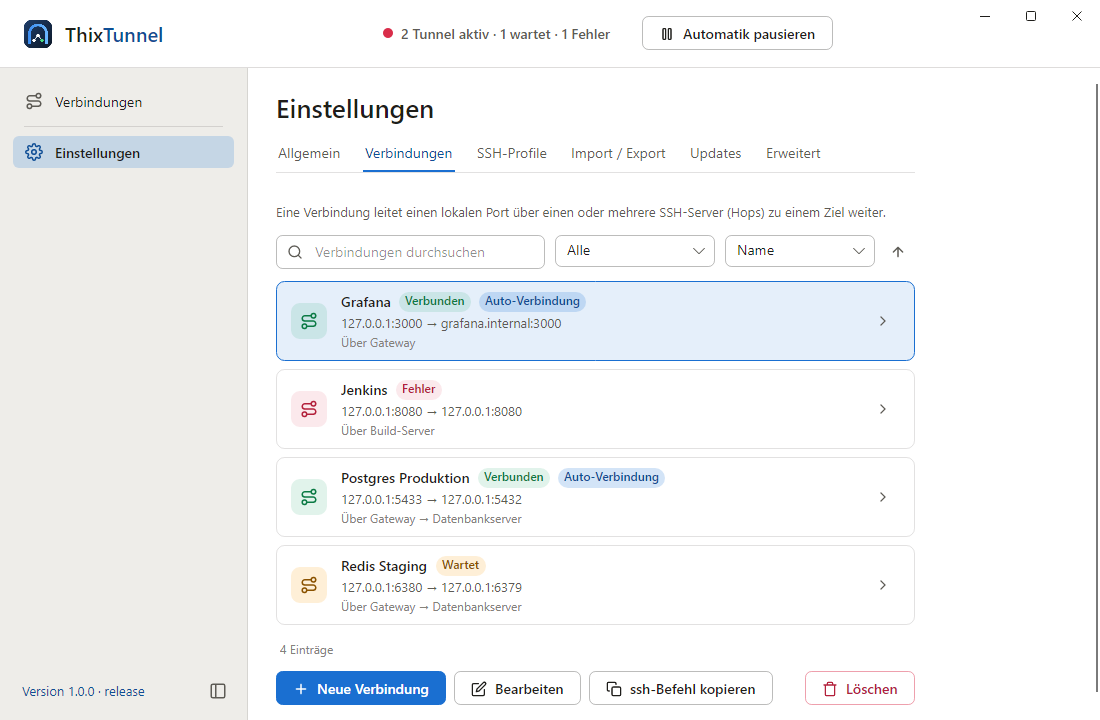 ThixTunnel
2 Tunnel aktiv · 1 wartet · 1 Fehler
Automatik pausieren
Verbindungen
Einstellungen
Version 1.0.0 · release
Einstellungen
Allgemein Verbindungen SSH-Profile Import / Export Updates Erweitert
Eine Verbindung leitet einen lokalen Port über einen oder mehrere SSH-Server (Hops) zu einem Ziel weiter.
Verbindungen durchsuchen Alle Name
Grafana Verbunden Auto-Verbindung
127.0.0.1:3000 → grafana.internal:3000
Über Gateway
Jenkins Fehler
127.0.0.1:8080 → 127.0.0.1:8080
Über Build-Server
Postgres Produktion Verbunden Auto-Verbindung
127.0.0.1:5433 → 127.0.0.1:5432
Über Gateway → Datenbankserver
Redis Staging Wartet
127.0.0.1:6380 → 127.0.0.1:6379
Über Gateway → Datenbankserver
4 Einträge
Neue Verbindung Bearbeiten ssh-Befehl kopieren Löschen